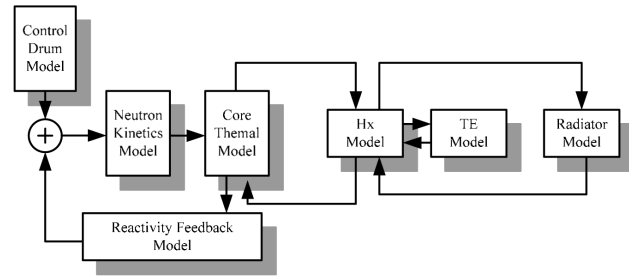 Control
Drum
Model
Neutron
Kinetics
Model
Core
Themal
Model
Hx
Model
TE
Model
Radiator
Model
+
Reactivity Feedback
Model